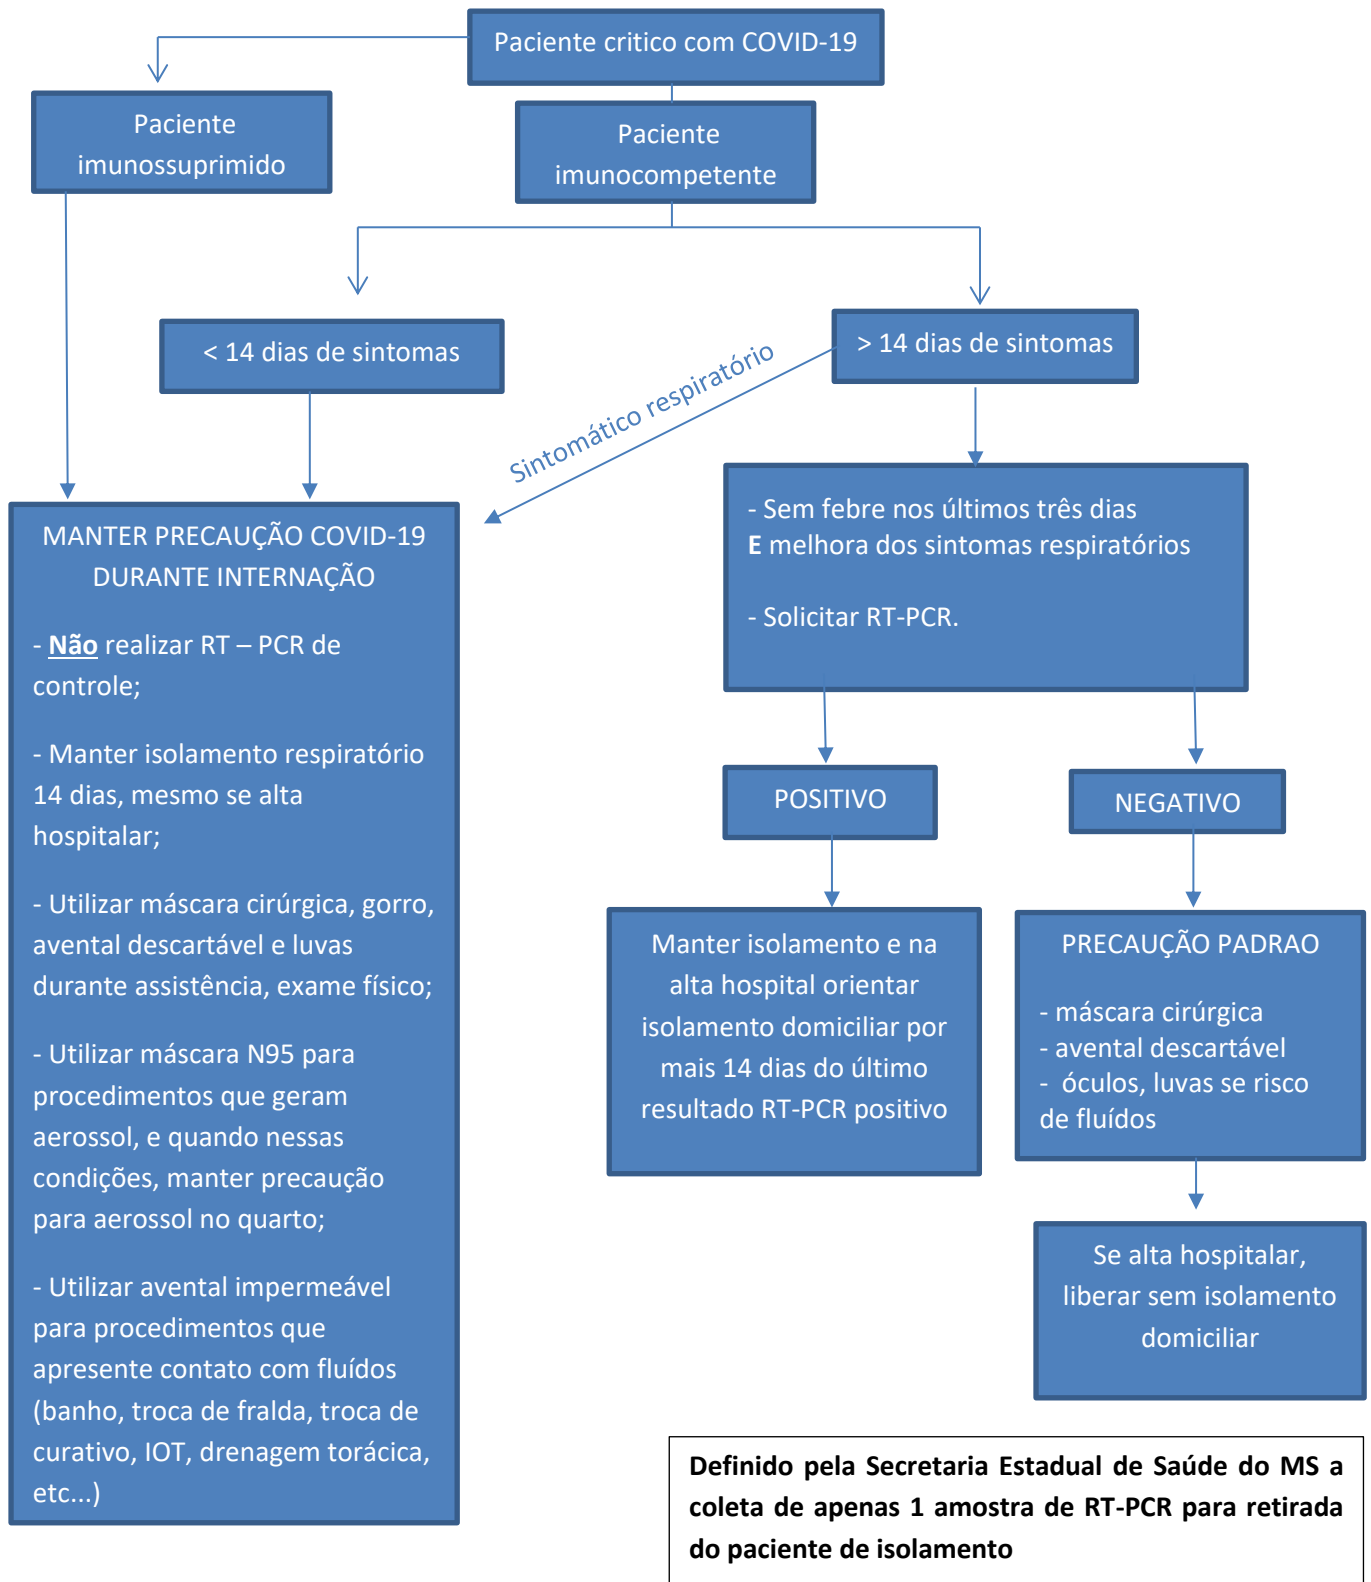 Paciente critico com COVID-19
Paciente
imunossuprimido
Paciente
imunocompetente
< 14 dias de sintomas
> 14 dias de sintomas
Sintomático respiratório
MANTER PRECAUÇÃO COVID-19
DURANTE INTERNAÇÃO
- Não realizar RT – PCR de
controle;
- Manter isolamento respiratório
14 dias, mesmo se alta
hospitalar;
- Utilizar máscara cirúrgica, gorro,
avental descartável e luvas
durante assistência, exame físico;
- Utilizar máscara N95 para
procedimentos que geram
aerossol, e quando nessas
condições, manter precaução
para aerossol no quarto;
- Utilizar avental impermeável
para procedimentos que
apresente contato com fluídos
(banho, troca de fralda, troca de
curativo, IOT, drenagem torácica,
etc...)
- Sem febre nos últimos três dias
E melhora dos sintomas respiratórios
- Solicitar RT-PCR.
POSITIVO
NEGATIVO
Manter isolamento e na
alta hospital orientar
isolamento domiciliar por
mais 14 dias do último
resultado RT-PCR positivo
PRECAUÇÃO PADRAO
- máscara cirúrgica
- avental descartável
- óculos, luvas se risco
de fluídos
Se alta hospitalar,
liberar sem isolamento
domiciliar
Definido pela Secretaria Estadual de Saúde do MS a
coleta de apenas 1 amostra de RT-PCR para retirada
do paciente de isolamento